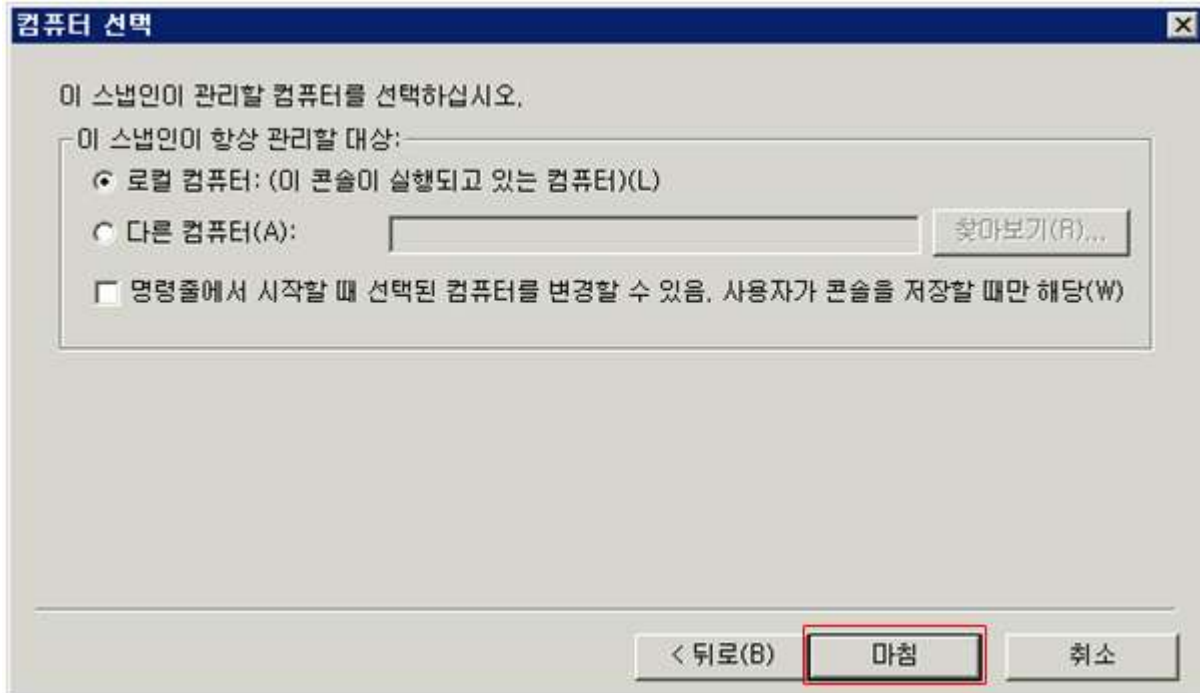 컴퓨터 선택
이 스냅인이 관리할 컴퓨터를 선택하십시오.
이 스냅인이 항상 관리할 대상:
로컬 컴퓨터: (이 콘솔이 실행되고 있는 컴퓨터)(L)
다른 컴퓨터(A):
찾아보기(R)...
명령줄에서 시작할 때 선택된 컴퓨터를 변경할 수 있음. 사용자가 콘솔을 저장할 때만 해당(W)
< 뒤로(B)
마침
취소